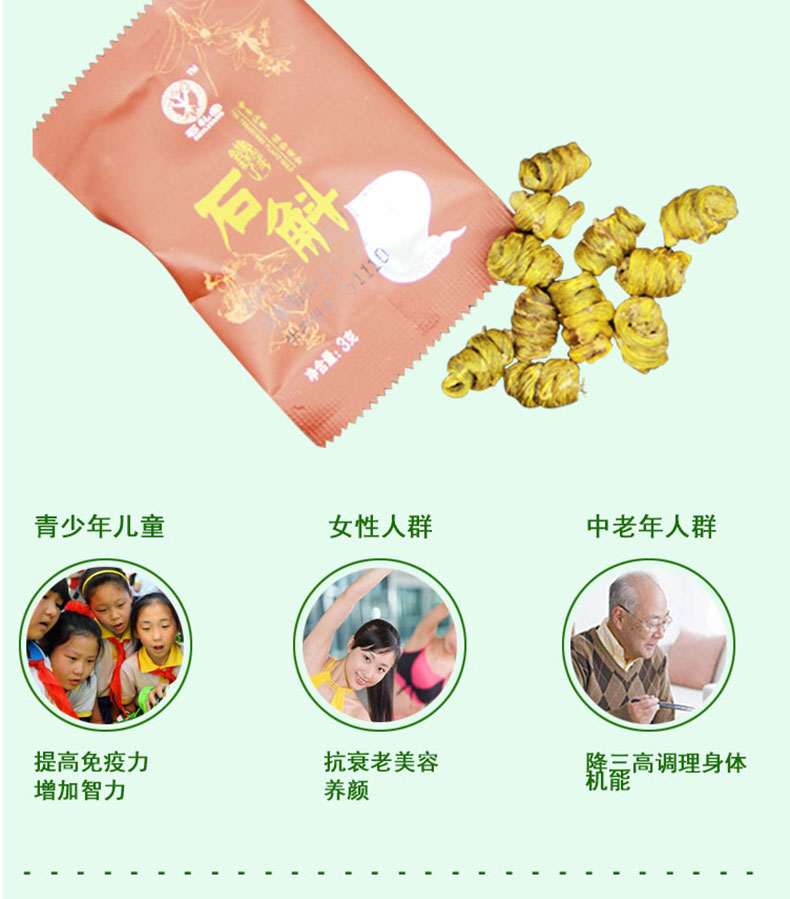 石斛
净含量:3克
青少年儿童
女性人群
中老年人群
提高免疫力
增加智力
抗衰老美容
养颜
降三高调理身体
机能